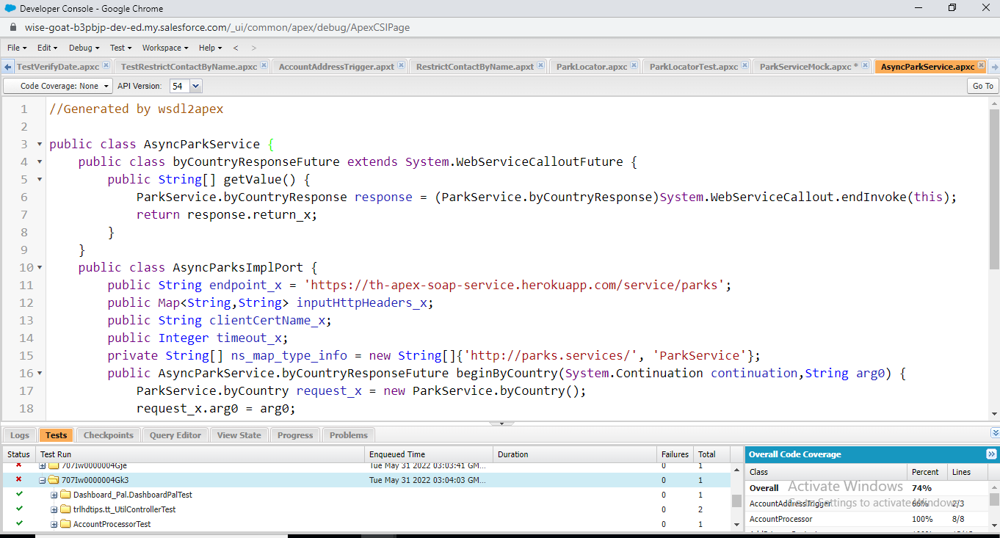 Developer Console - Google Chrome
wise-goat-b3pbjp-dev-ed.my.salesforce.com/_ui/common/apex/debug/ApexCSIPage
File Edit Debug Test Workspace Help < >
TestVerifyDate.apxc TestRestrictContactByName.apxc AccountAddressTrigger.apxt RestrictContactByName.apxt ParkLocator.apxc ParkLocatorTest.apxc ParkServiceMock.apxc * AsyncParkService.apxc
Code Coverage: None API Version: 54 Go To
1 //Generated by wsdl2apex
2
3 public class AsyncParkService {
4 public class byCountryResponseFuture extends System.WebServiceCalloutFuture {
5 public String[] getValue() {
6 ParkService.byCountryResponse response = (ParkService.byCountryResponse)System.WebServiceCallout.endInvoke(this);
7 return response.return_x;
8 }
9 }
10 public class AsyncParksImplPort {
11 public String endpoint_x = 'https://th-apex-soap-service.herokuapp.com/service/parks';
12 public Map<String,String> inputHttpHeaders_x;
13 public String clientCertName_x;
14 public Integer timeout_x;
15 private String[] ns_map_type_info = new String[]{'http://parks.services/', 'ParkService'};
16 public AsyncParkService.byCountryResponseFuture beginByCountry(System.Continuation continuation,String arg0) {
17 ParkService.byCountry request_x = new ParkService.byCountry();
18 request_x.arg0 = arg0;
Logs Tests Checkpoints Query Editor View State Progress Problems
Status Test Run Enqueued Time Duration Failures Total
707Iw0000004Gje Tue May 31 2022 03:03:41 GM... 0 1
707Iw0000004Gk3 Tue May 31 2022 03:04:03 GM... 0 1
Dashboard_Pal.DashboardPalTest 0 1
trlhdtips.tt_UtilControllerTest 0 2
AccountProcessorTest 0 1
Overall Code Coverage
Class Percent Lines
Overall 74%
AccountAddressTrigger 66% 2/3
AccountProcessor 100% 8/8
Activate Windows
Go to Settings to activate Windows.